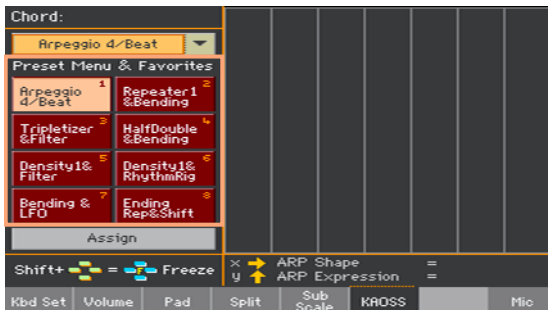 Chord:
Arpeggio 4/Beat
Preset Menu & Favorites
Arpeggio 4/Beat 1
Repeater1 &Bending 2
Tripletizer &Filter 3
HalfDouble &Bending 4
Density1& Filter 5
Density1& RhythmRig 6
Bending & LFO 7
Ending Rep&Shift 8
Assign
Shift+ = F Freeze
x ARP Shape =
y ARP Expression =
Kbd Set Volume Pad Split Sub Scale KAOSS Mic